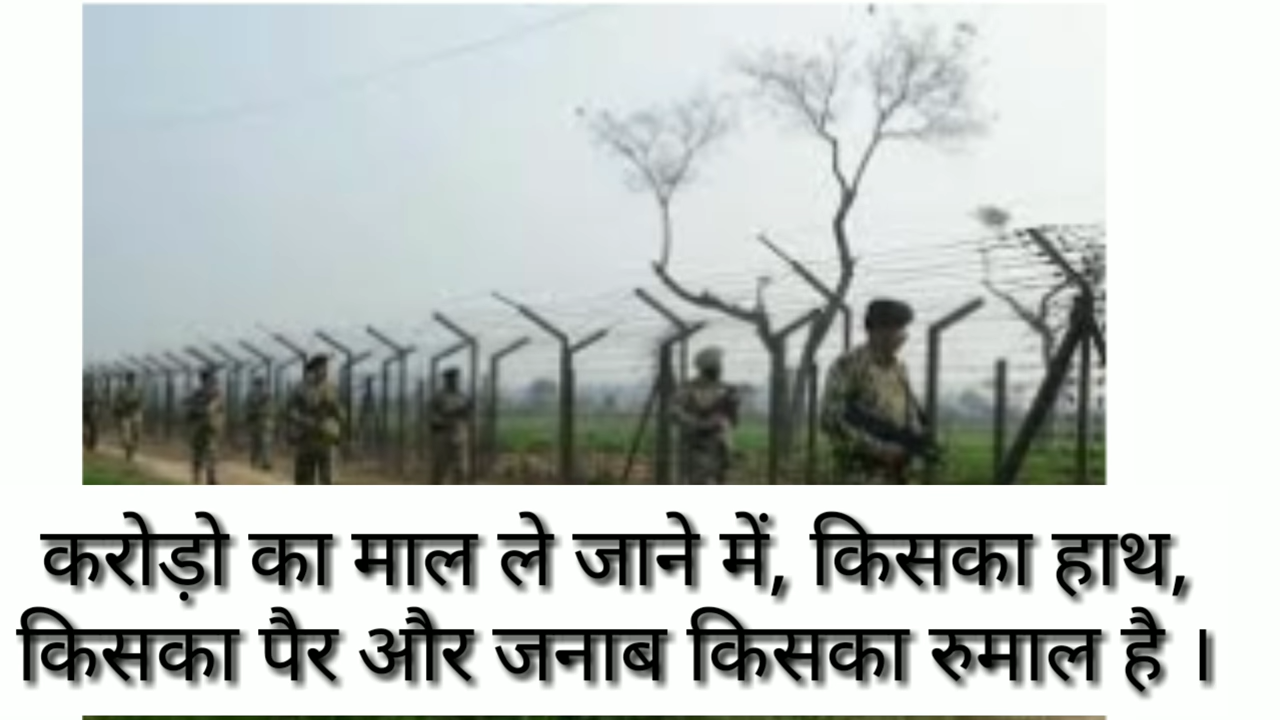 करोड़ो का माल ले जाने में, किसका हाथ,
किसका पैर और जनाब किसका रुमाल है ।